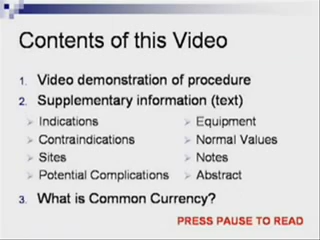 Contents of this Video
1. Video demonstration of procedure
2. Supplementary information (text)
Indications
Contraindications
Sites
Potential Complications
Equipment
Normal Values
Notes
Abstract
3. What is Common Currency?
PRESS PAUSE TO READ